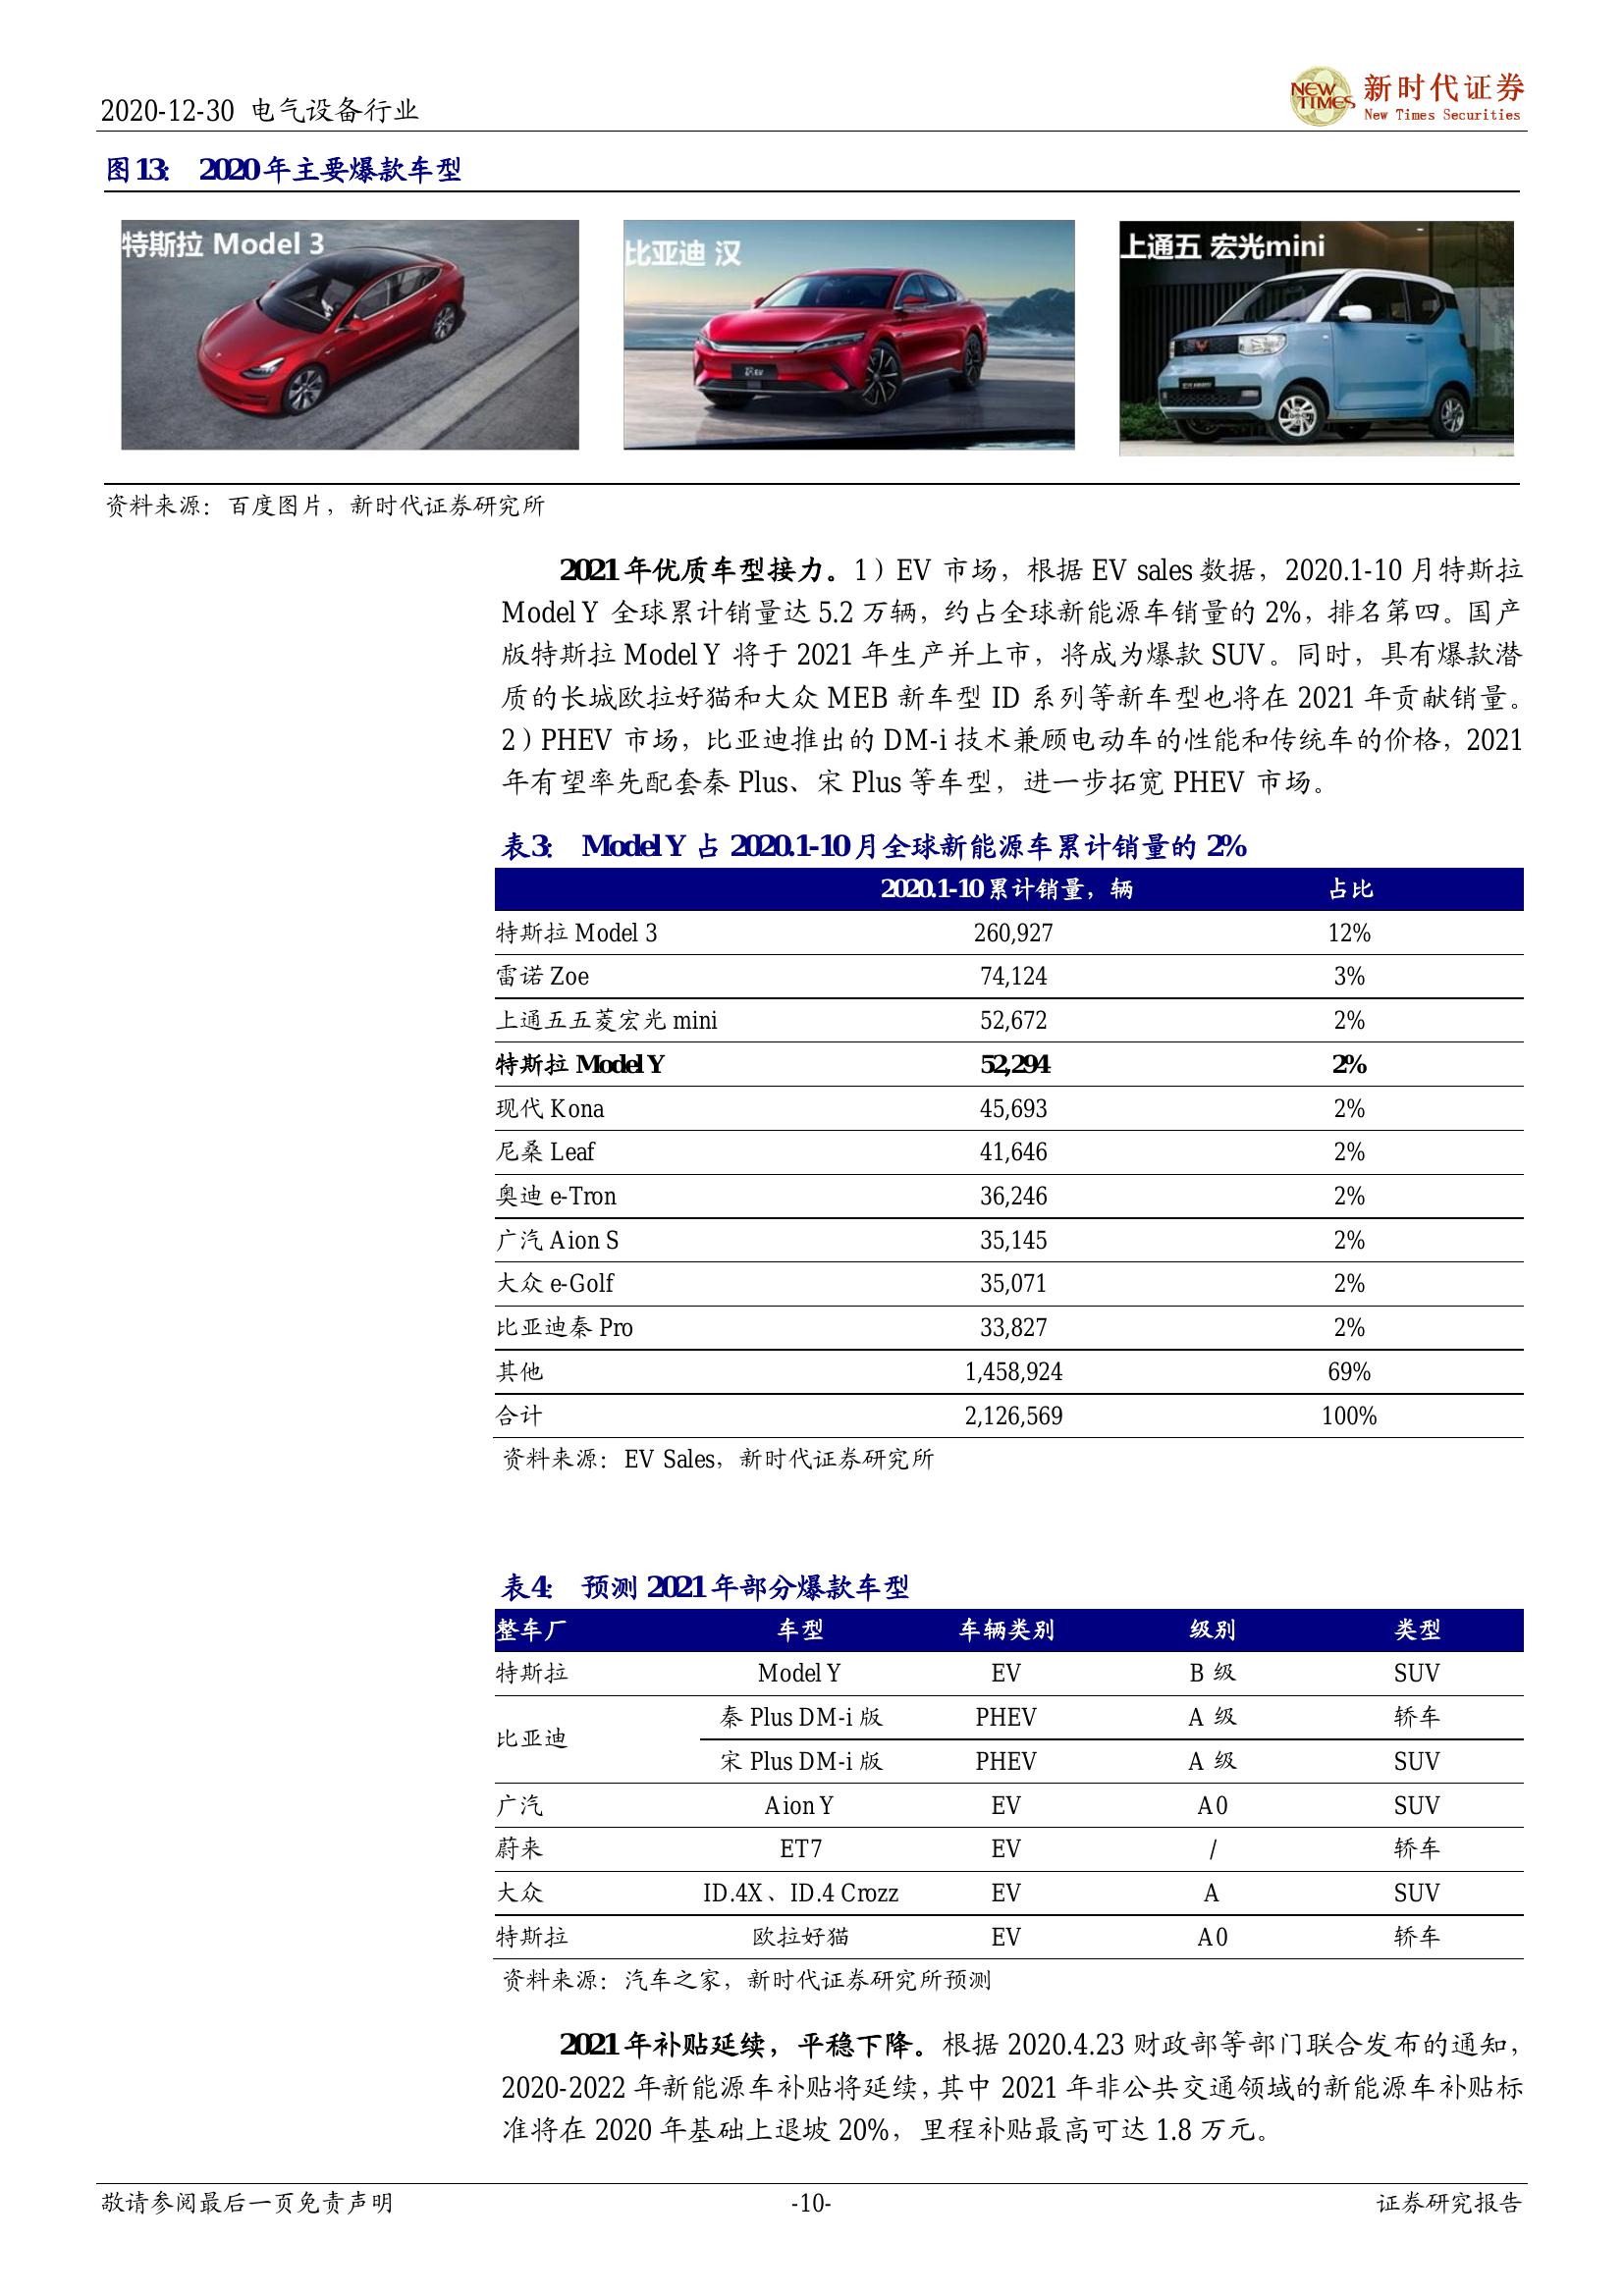 2020-12-30 电气设备行业
NEW TIMES 新时代证券
New Times Securities
图13: 2020年主要爆款车型
特斯拉 Model 3
比亚迪 汉
上通五 宏光mini
资料来源：百度图片，新时代证券研究所
2021年优质车型接力。1）EV 市场，根据 EV sales 数据，2020.1-10 月特斯拉
Model Y 全球累计销量达 5.2 万辆，约占全球新能源车销量的 2%，排名第四。国产
版特斯拉 Model Y 将于 2021 年生产并上市，将成为爆款 SUV。同时，具有爆款潜
质的长城欧拉好猫和大众 MEB 新车型 ID 系列等新车型也将在 2021 年贡献销量。
2）PHEV 市场，比亚迪推出的 DM-i 技术兼顾电动车的性能和传统车的价格，2021
年有望率先配套秦 Plus、宋 Plus 等车型，进一步拓宽 PHEV 市场。
表3: Model Y 占 2020.1-10 月全球新能源车累计销量的 2%
2020.1-10 累计销量，辆 占比
特斯拉 Model 3 260,927 12%
雷诺 Zoe 74,124 3%
上通五五菱宏光 mini 52,672 2%
特斯拉 Model Y 52,294 2%
现代 Kona 45,693 2%
尼桑 Leaf 41,646 2%
奥迪 e-Tron 36,246 2%
广汽 Aion S 35,145 2%
大众 e-Golf 35,071 2%
比亚迪秦 Pro 33,827 2%
其他 1,458,924 69%
合计 2,126,569 100%
资料来源：EV Sales，新时代证券研究所
表4: 预测 2021 年部分爆款车型
整车厂 车型 车辆类别 级别 类型
特斯拉 Model Y EV B 级 SUV
比亚迪 秦 Plus DM-i 版 PHEV A 级 轿车
宋 Plus DM-i 版 PHEV A 级 SUV
广汽 Aion Y EV A0 SUV
蔚来 ET7 EV / 轿车
大众 ID.4X、ID.4 Crozz EV A SUV
特斯拉 欧拉好猫 EV A0 轿车
资料来源：汽车之家，新时代证券研究所预测
2021年补贴延续，平稳下降。根据 2020.4.23 财政部等部门联合发布的通知，
2020-2022 年新能源车补贴将延续，其中 2021 年非公共交通领域的新能源车补贴标
准将在 2020 年基础上退坡 20%，里程补贴最高可达 1.8 万元。
敬请参阅最后一页免责声明 -10- 证券研究报告